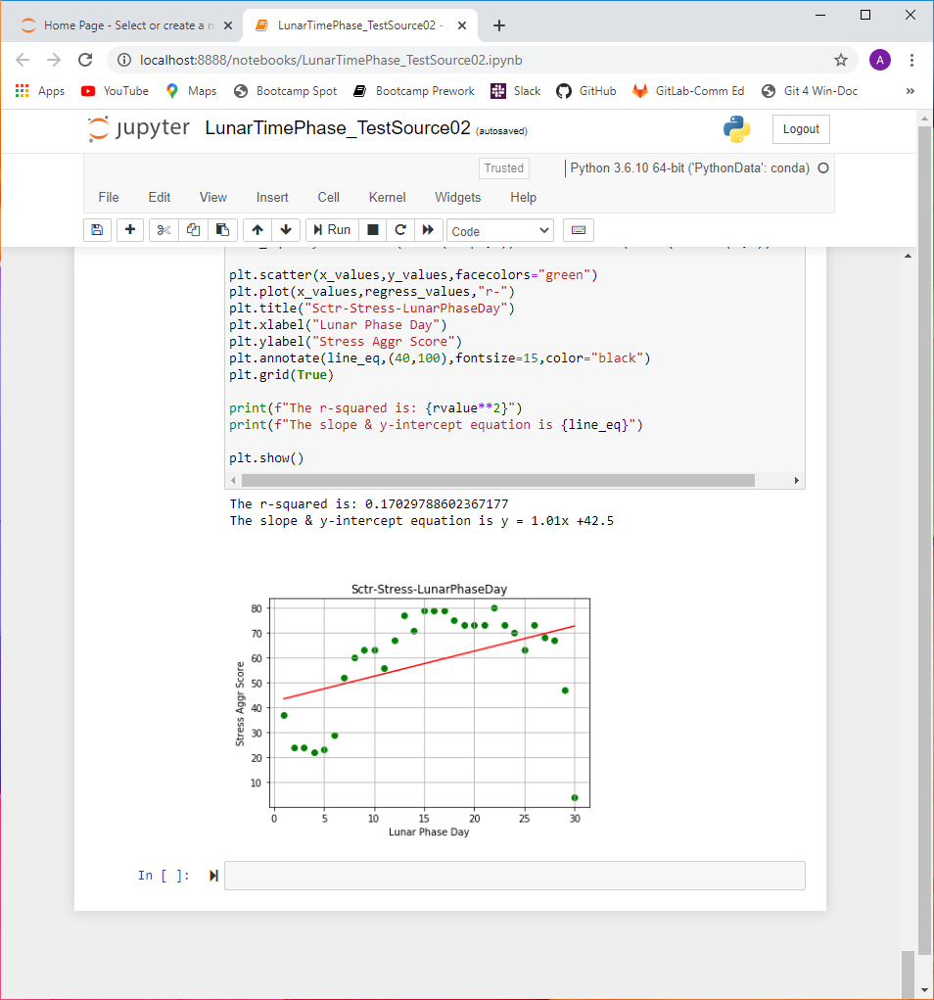 Home Page - Select or create a n
LunarTimePhase_TestSource02 -
localhost:8888/notebooks/LunarTimePhase_TestSource02.ipynb
A
Apps YouTube Maps Bootcamp Spot Bootcamp Prework Slack GitHub GitLab-Comm Ed Git 4 Win-Doc »
jupyter LunarTimePhase_TestSource02 (autosaved) Logout
Trusted Python 3.6.10 64-bit ('PythonData': conda)
File Edit View Insert Cell Kernel Widgets Help
Run Code
plt.scatter(x_values,y_values,facecolors="green")
plt.plot(x_values,regress_values,"r-")
plt.title("Sctr-Stress-LunarPhaseDay")
plt.xlabel("Lunar Phase Day")
plt.ylabel("Stress Aggr Score")
plt.annotate(line_eq,(40,100),fontsize=15,color="black")
plt.grid(True)
print(f"The r-squared is: {rvalue**2}")
print(f"The slope & y-intercept equation is {line_eq}")
plt.show()
The r-squared is: 0.17029788602367177
The slope & y-intercept equation is y = 1.01x +42.5
Sctr-Stress-LunarPhaseDay
Stress Aggr Score
80
70
60
50
40
30
20
10
0 5 10 15 20 25 30
Lunar Phase Day
In [ ]: